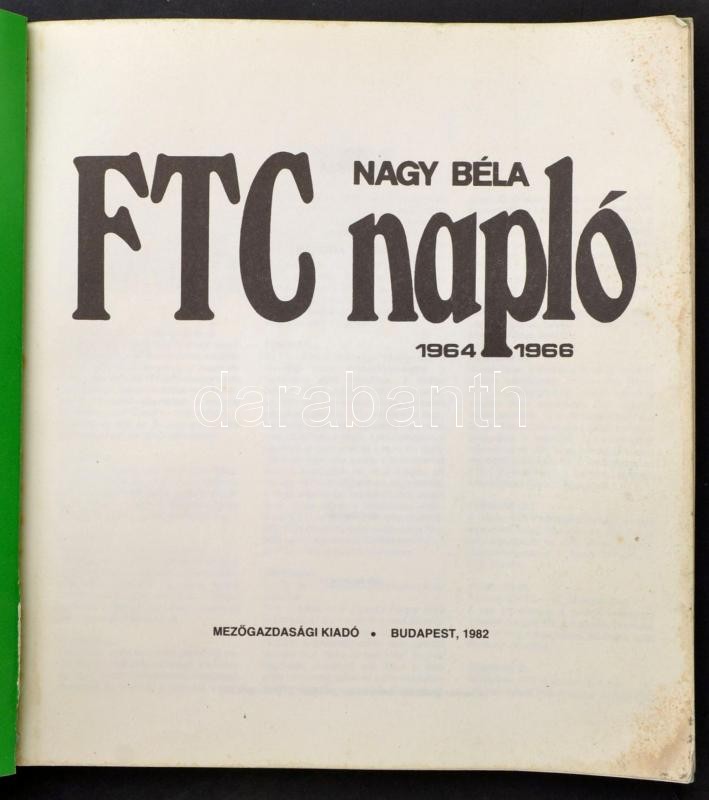 NAGY BÉLA
FTC napló
1964 1966
darabanth
MEZŐGAZDASÁGI KIADÓ • BUDAPEST, 1982